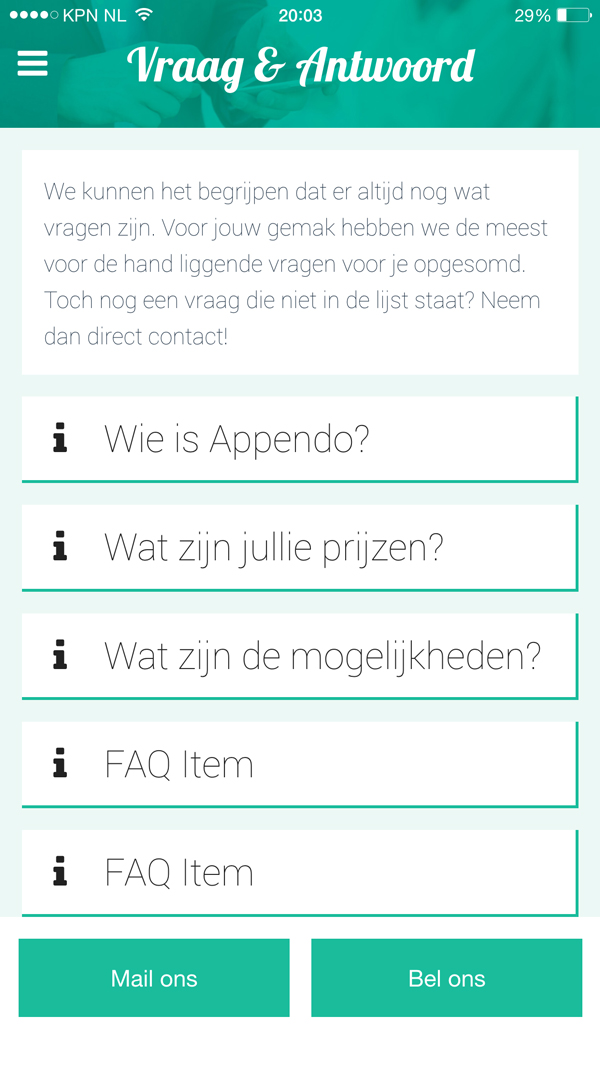 KPN NL 20:03 29%
Vraag & Antwoord
We kunnen het begrijpen dat er altijd nog wat
vragen zijn. Voor jouw gemak hebben we de meest
voor de hand liggende vragen voor je opgesomd.
Toch nog een vraag die niet in de lijst staat? Neem
dan direct contact!
Wie is Appendo?
Wat zijn jullie prijzen?
Wat zijn de mogelijkheden?
FAQ Item
FAQ Item
Mail ons Bel ons